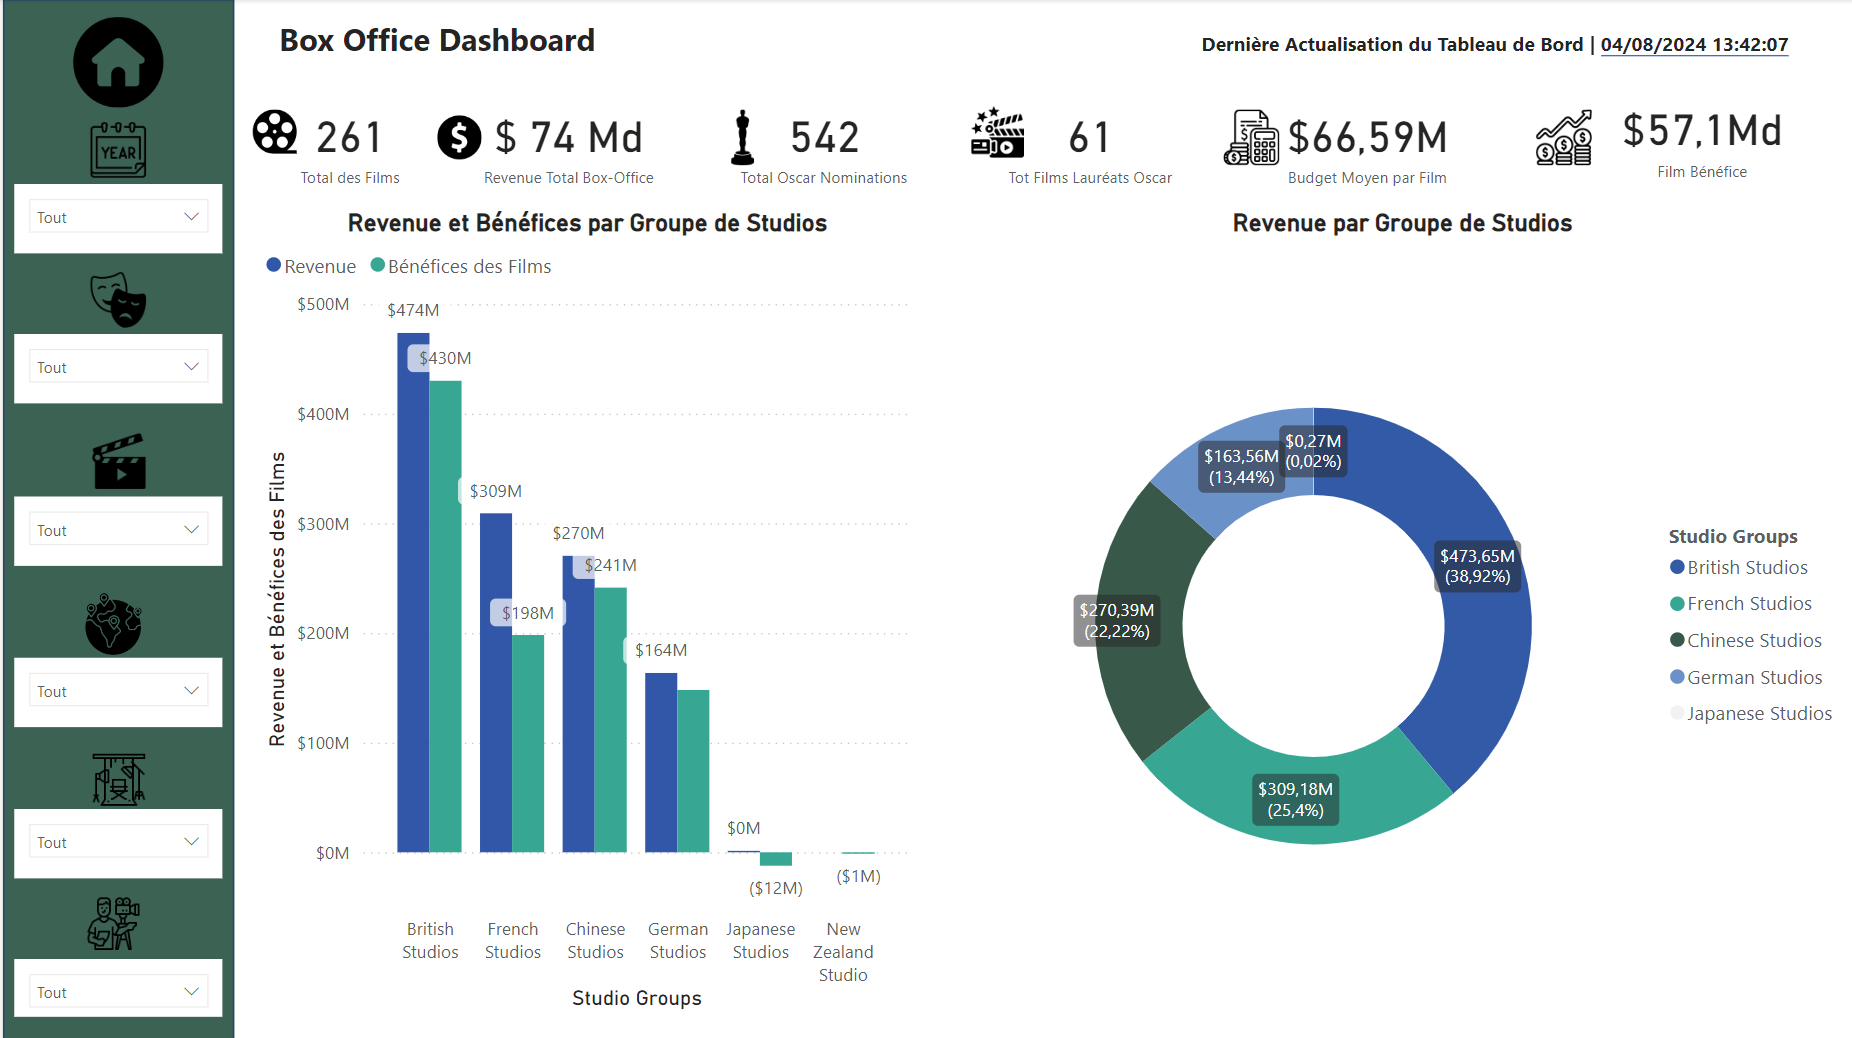 Box Office Dashboard
Dernière Actualisation du Tableau de Bord | 04/08/2024 13:42:07
YEAR
Tout
Tout
Tout
Tout
Tout
Tout
261
Total des Films
$ 74 Md
Revenue Total Box-Office
542
Total Oscar Nominations
61
Tot Films Lauréats Oscar
$66,59M
Budget Moyen par Film
$57,1Md
Film Bénéfice
Revenue et Bénéfices par Groupe de Studios
Revenue
Bénéfices des Films
Revenue et Bénéfices des Films
$500M
$400M
$300M
$200M
$100M
$0M
$474M
$430M
$309M
$198M
$270M
$241M
$164M
$0M
($12M)
($1M)
British
Studios
French
Studios
Chinese
Studios
German
Studios
Japanese
Studios
New
Zealand
Studio
Studio Groups
Revenue par Groupe de Studios
$0,27M
(0,02%)
$163,56M
(13,44%)
$473,65M
(38,92%)
$270,39M
(22,22%)
$309,18M
(25,4%)
Studio Groups
British Studios
French Studios
Chinese Studios
German Studios
Japanese Studios